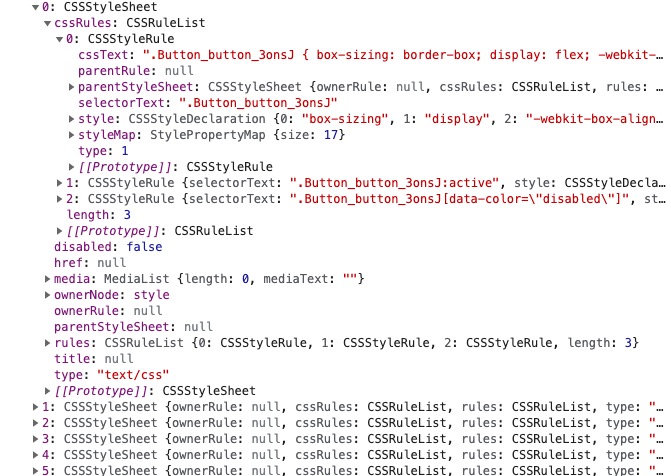 0: CSSStyleSheet
cssRules: CSSRuleList
0: CSSStyleRule
cssText: ".Button_button_3onsJ { box-sizing: border-box; display: flex; -webkit-…
parentRule: null
parentStyleSheet: CSSStyleSheet {ownerRule: null, cssRules: CSSRuleList, rules: …
selectorText: ".Button_button_3onsJ"
style: CSSStyleDeclaration {0: "box-sizing", 1: "display", 2: "-webkit-box-align…
styleMap: StylePropertyMap {size: 17}
type: 1
[[Prototype]]: CSSStyleRule
1: CSSStyleRule {selectorText: ".Button_button_3onsJ:active", style: CSSStyleDecla…
2: CSSStyleRule {selectorText: ".Button_button_3onsJ[data-color=\"disabled\"]", st…
length: 3
[[Prototype]]: CSSRuleList
disabled: false
href: null
media: MediaList {length: 0, mediaText: ""}
ownerNode: style
ownerRule: null
parentStyleSheet: null
rules: CSSRuleList {0: CSSStyleRule, 1: CSSStyleRule, 2: CSSStyleRule, length: 3}
title: null
type: "text/css"
[[Prototype]]: CSSStyleSheet
1: CSSStyleSheet {ownerRule: null, cssRules: CSSRuleList, rules: CSSRuleList, type: "…
2: CSSStyleSheet {ownerRule: null, cssRules: CSSRuleList, rules: CSSRuleList, type: "…
3: CSSStyleSheet {ownerRule: null, cssRules: CSSRuleList, rules: CSSRuleList, type: "…
4: CSSStyleSheet {ownerRule: null, cssRules: CSSRuleList, rules: CSSRuleList, type: "…
5: CSSStyleSheet {ownerRule: null, cssRules: CSSRuleList, rules: CSSRuleList, type: "…